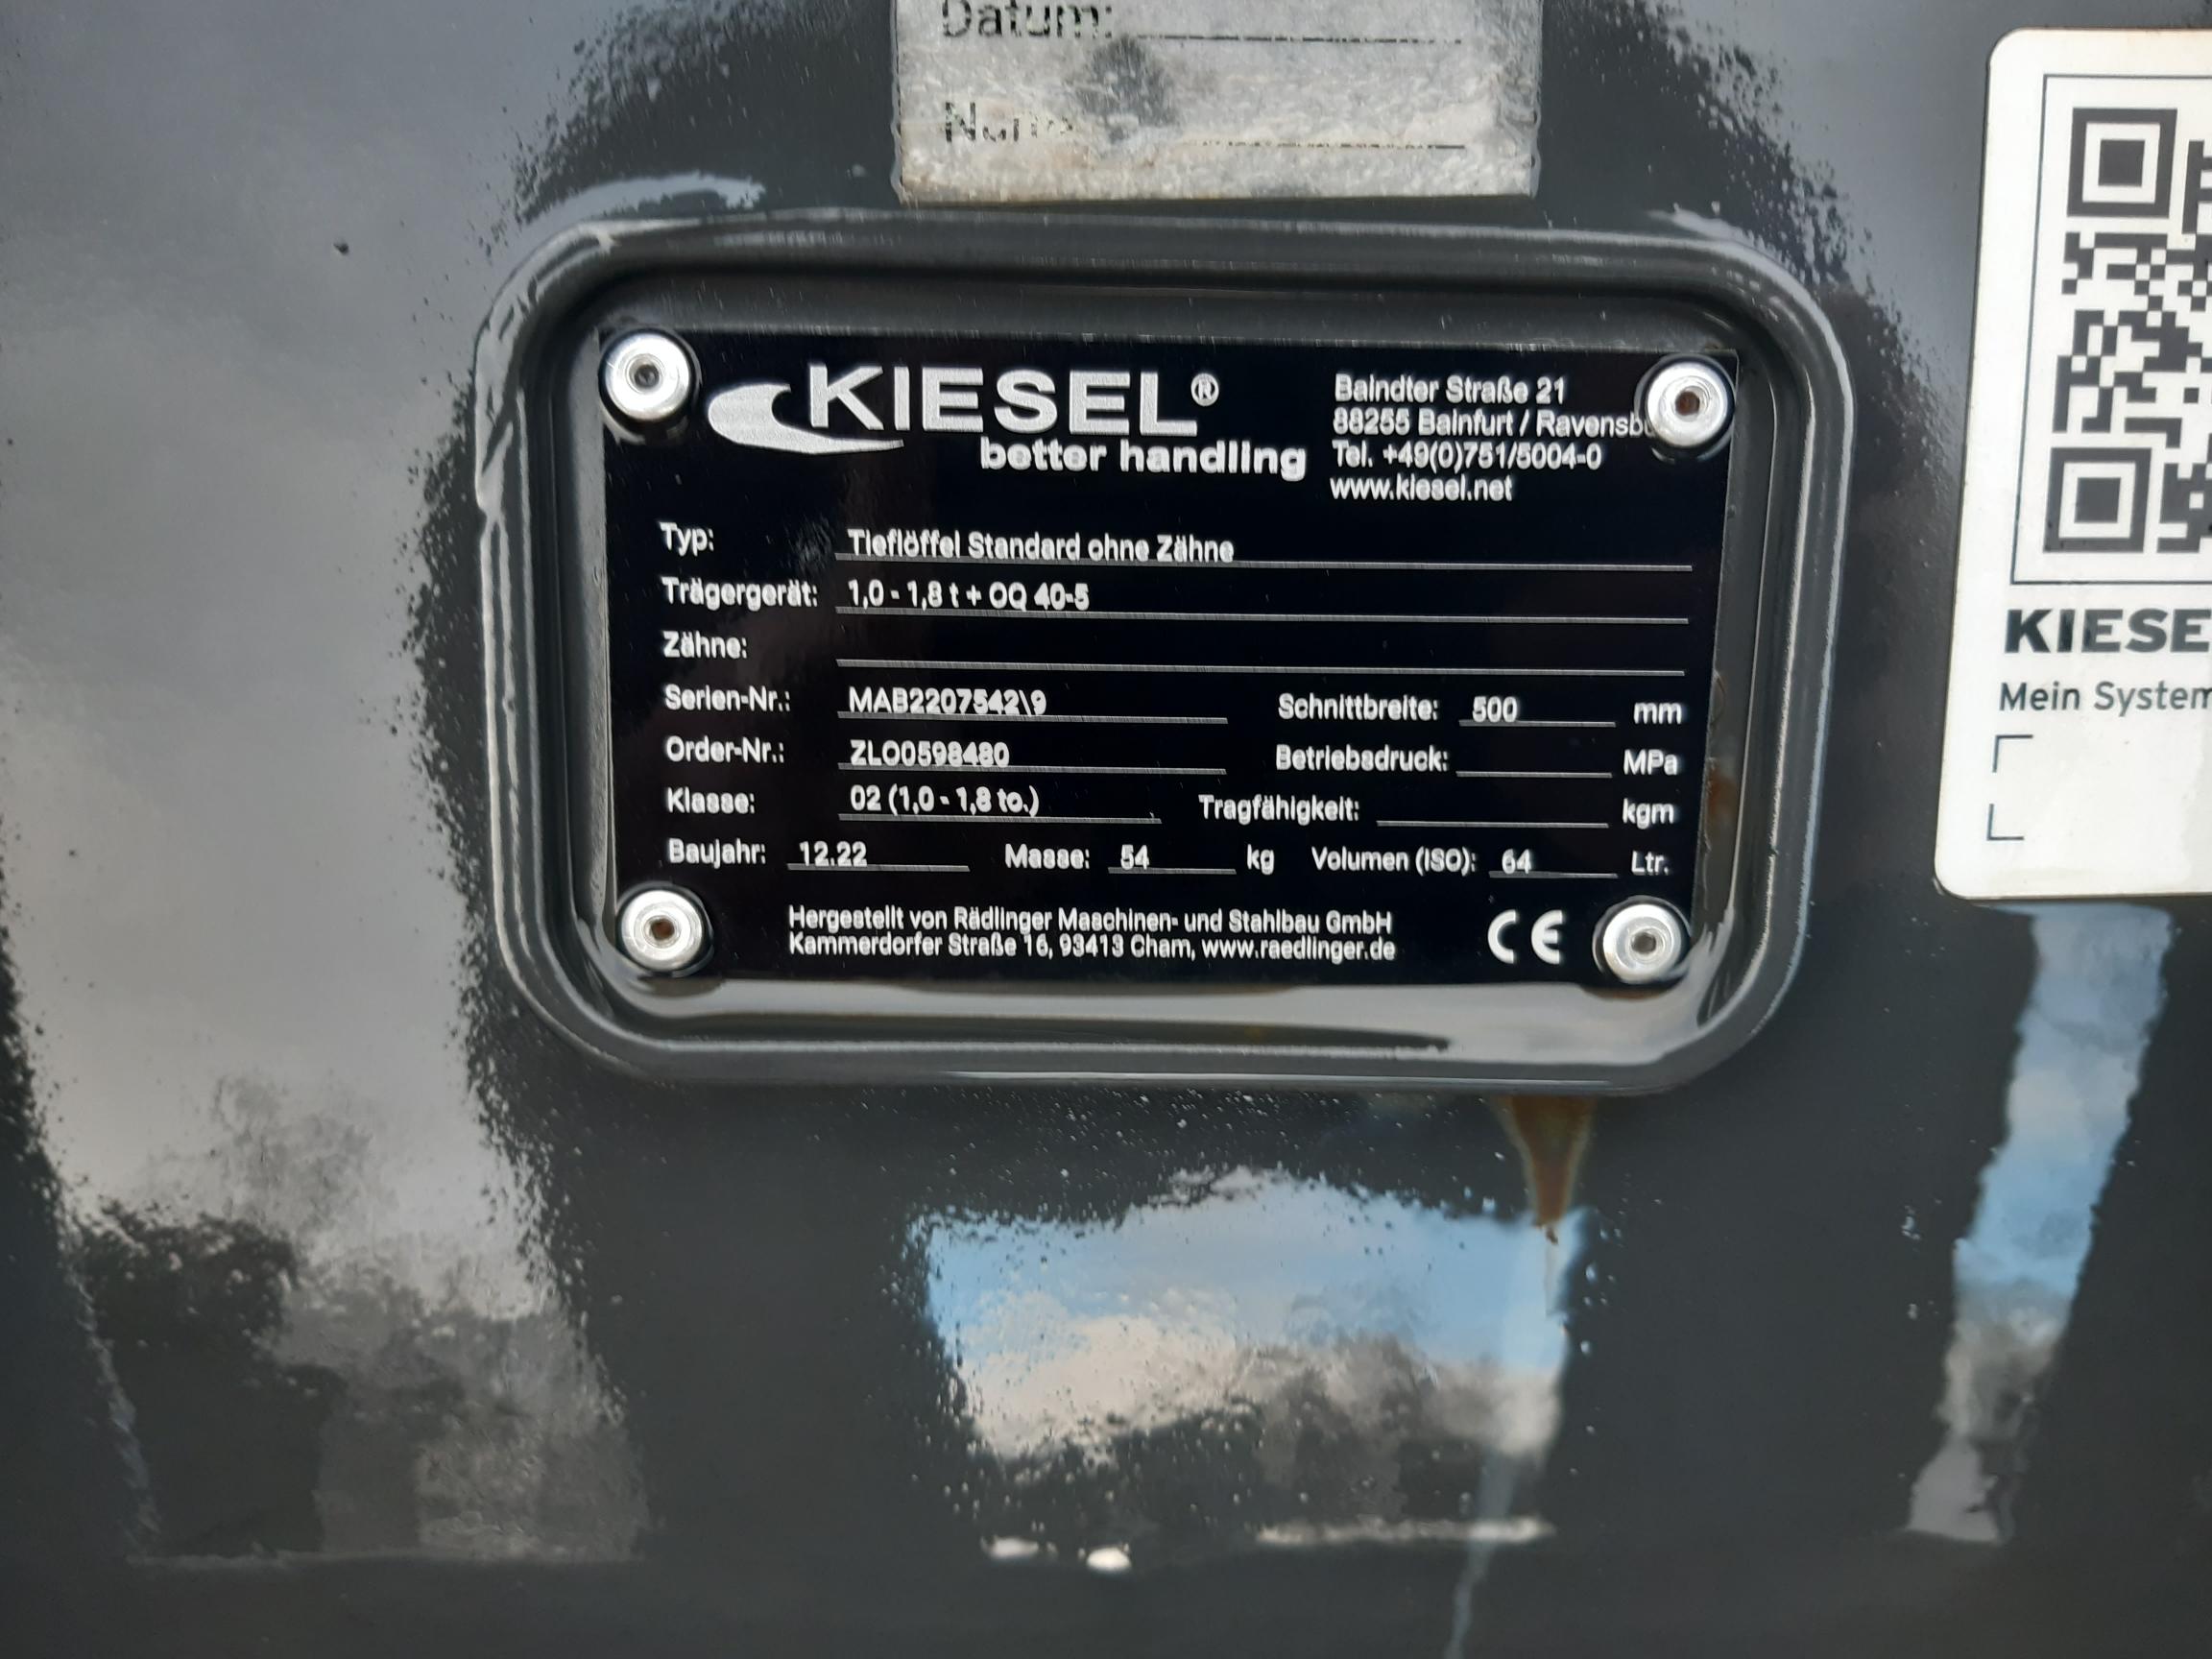 Datum:
KIESEL®
better handling
Baindter Straße 21
88255 Bainfurt / Ravensb
Tel. +49(0)751/5004-0
www.kiesel.net
Typ: Tieflöffel Standard ohne Zähne
Trägergerät: 1,0 - 1,8 t + OQ 40-5
Zähne:
Serien-Nr.: MAB2207542\9 Schnittbreite: 500 mm
Order-Nr.: ZLO0598480 Betriebsdruck: MPa
Klasse: 02 (1,0 - 1,8 to.) Tragfähigkeit: kgm
Baujahr: 12.22 Masse: 54 kg Volumen (ISO): 64 Ltr.
Hergestellt von Rädlinger Maschinen- und Stahlbau GmbH
Kammerdorfer Straße 16, 93413 Cham, www.raedlinger.de
CE
KIESE
Mein System